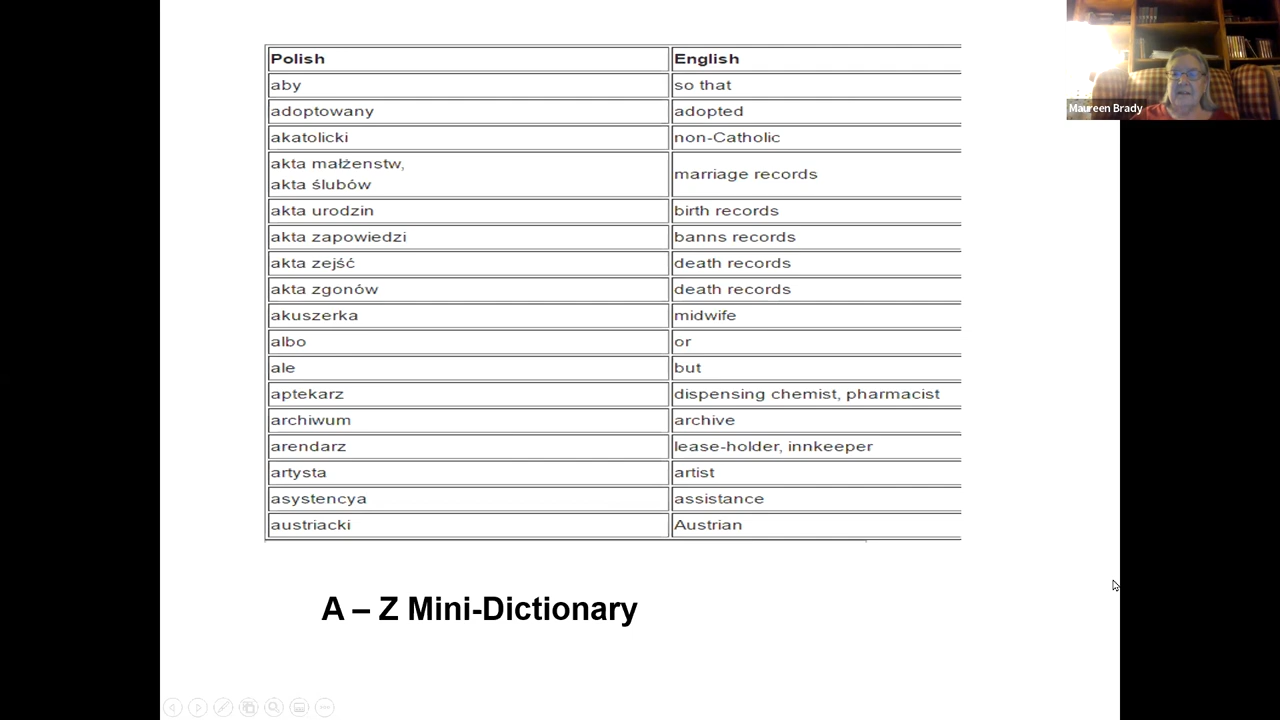 Polish English
aby so that
adoptowany adopted
akatolicki non-Catholic
akta małżenstw,
akta ślubów marriage records
akta urodzin birth records
akta zapowiedzi banns records
akta zejść death records
akta zgonów death records
akuszerka midwife
albo or
ale but
aptekarz dispensing chemist, pharmacist
archiwum archive
arendarz lease-holder, innkeeper
artysta artist
asystencya assistance
austriacki Austrian
A – Z Mini-Dictionary
Maureen Brady